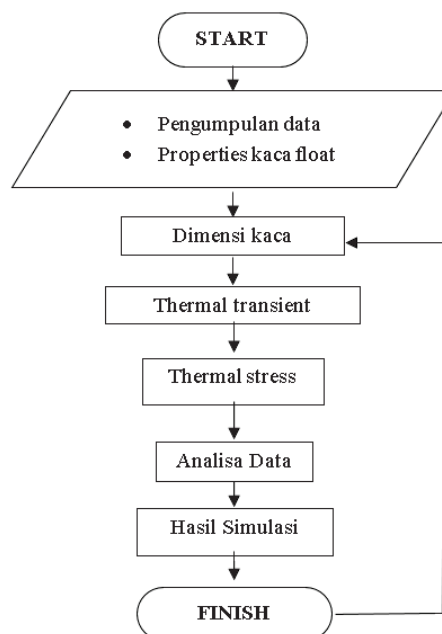 START
• Pengumpulan data
• Properties kaca float
Dimensi kaca
Thermal transient
Thermal stress
Analisa Data
Hasil Simulasi
FINISH